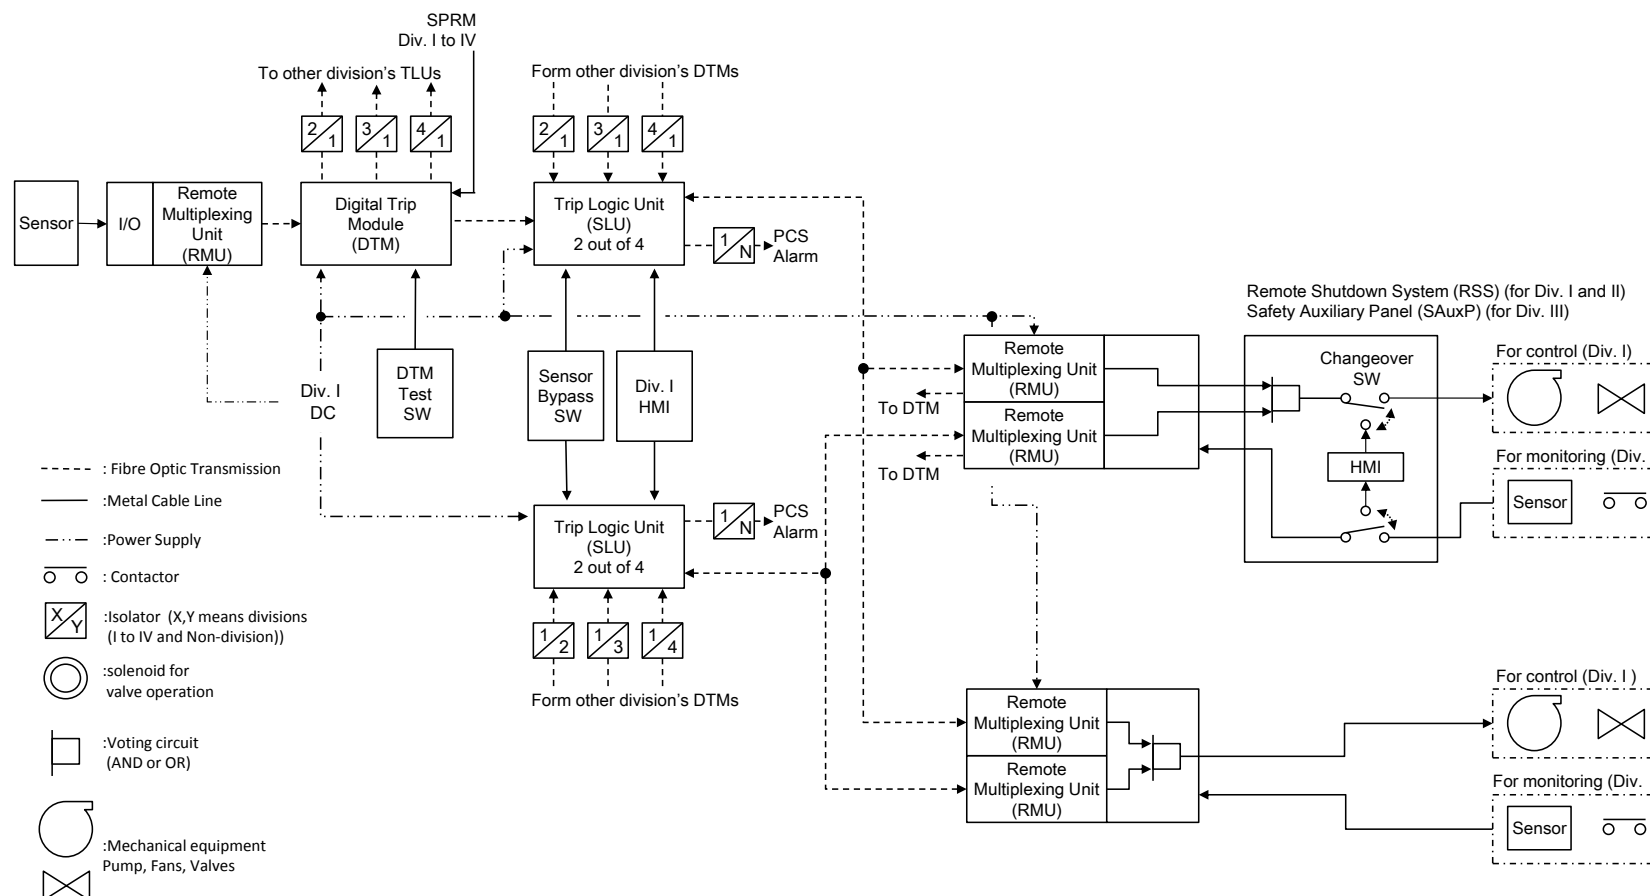 SPRM
Div. I to IV
To other division's TLUs
Form other division's DTMs
2/1
3/1
4/1
2/1
3/1
4/1
Sensor
I/O
Remote
Multiplexing
Unit
(RMU)
Digital Trip
Module
(DTM)
Trip Logic Unit
(SLU)
2 out of 4
1/N
PCS
Alarm
Div. I
DC
DTM
Test
SW
Sensor
Bypass
SW
Div. I
HMI
Remote
Multiplexing Unit
(RMU)
Remote
Multiplexing Unit
(RMU)
To DTM
To DTM
Remote Shutdown System (RSS) (for Div. I and II)
Safety Auxiliary Panel (SAuxP) (for Div. III)
Changeover
SW
HMI
For control (Div. I)
For monitoring (Div.
Sensor
Trip Logic Unit
(SLU)
2 out of 4
1/N
PCS
Alarm
1/2
1/3
1/4
Form other division's DTMs
Remote
Multiplexing Unit
(RMU)
Remote
Multiplexing Unit
(RMU)
For control (Div. I )
For monitoring (Div.
Sensor
: Fibre Optic Transmission
:Metal Cable Line
:Power Supply
: Contactor
X/Y
:Isolator (X,Y means divisions
(I to IV and Non-division))
:solenoid for
valve operation
:Voting circuit
(AND or OR)
:Mechanical equipment
Pump, Fans, Valves